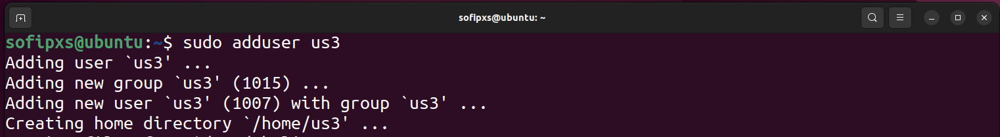 sofipxs@ubuntu: ~
sofipxs@ubuntu:~$ sudo adduser us3
Adding user `us3' ...
Adding new group `us3' (1015) ...
Adding new user `us3' (1007) with group `us3' ...
Creating home directory `/home/us3' ...